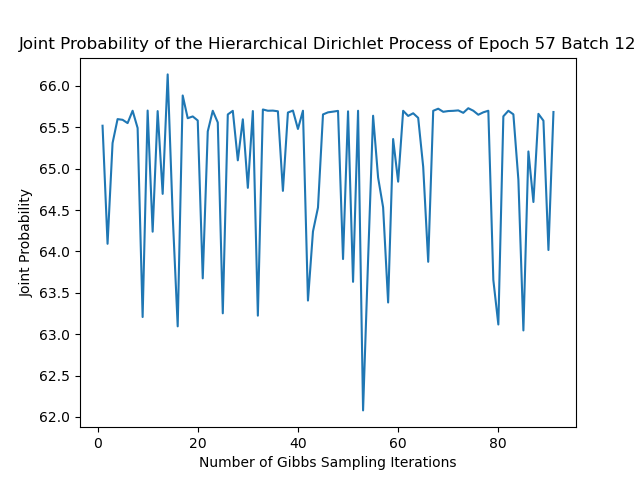 Joint Probability of the Hierarchical Dirichlet Process of Epoch 57 Batch 12
66.0
65.5
65.0
64.5
64.0
63.5
63.0
62.5
62.0
Joint Probability
0 20 40 60 80
Number of Gibbs Sampling Iterations